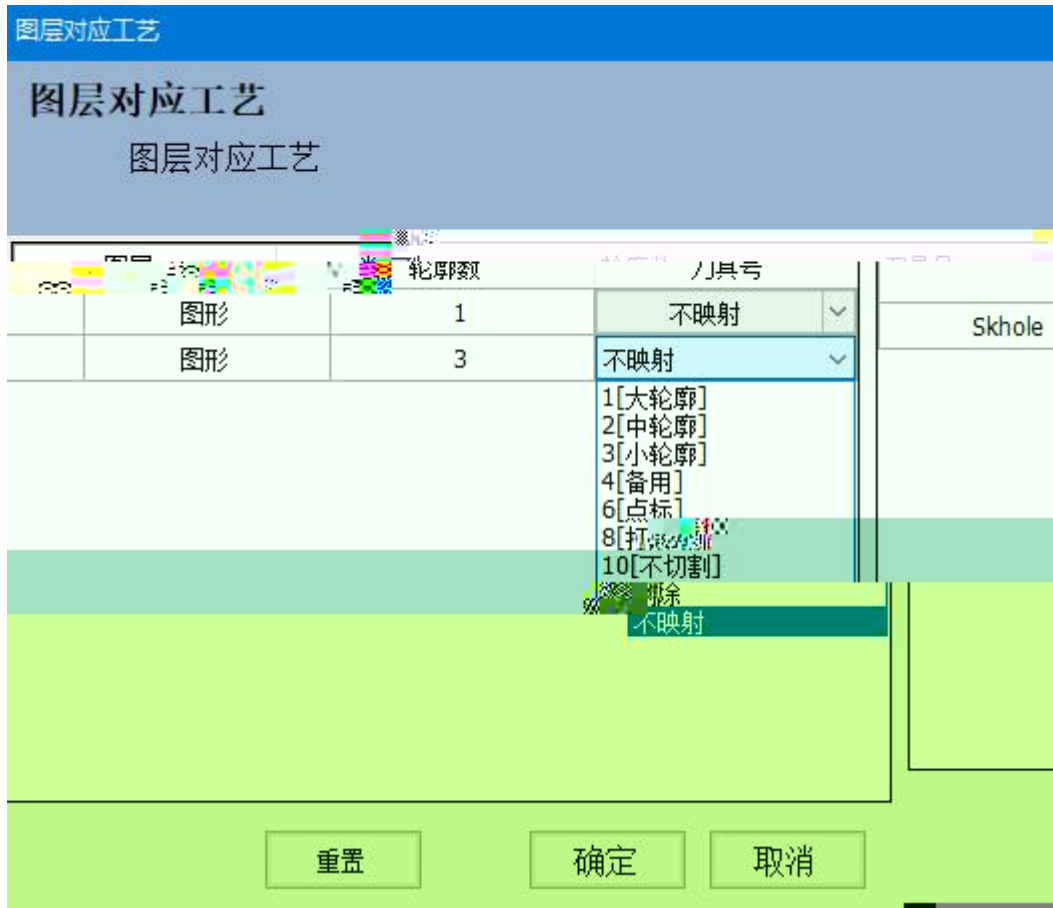 图层对应工艺
图层对应工艺
图层对应工艺
轮廓数 刀具号
图形 1 不映射 Skhole
图形 3 不映射
1[大轮廓]
2[中轮廓]
3[小轮廓]
4[备用]
6[点标]
8[打
10[不切割]
不映射
重置 确定 取消